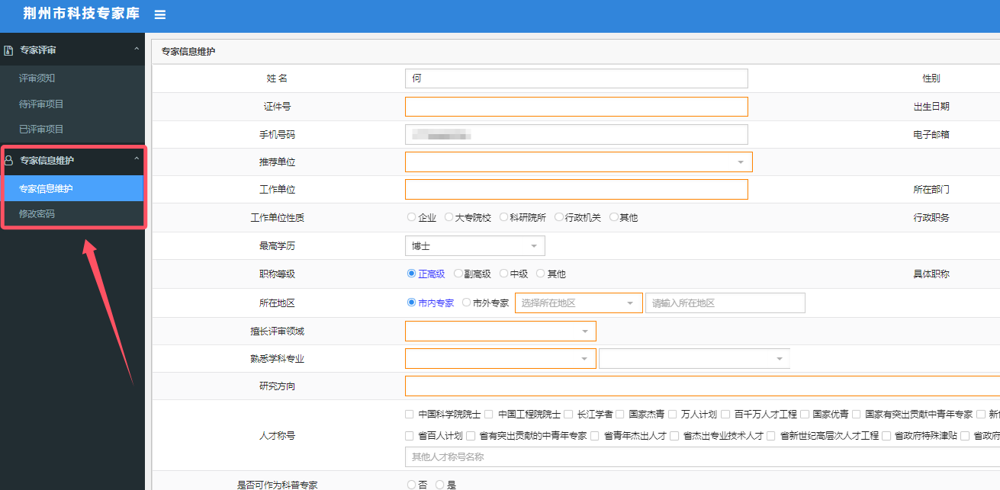 荆州市科技专家库
专家评审
评审须知
待评审项目
已评审项目
专家信息维护
专家信息维护
修改密码
专家信息维护
姓 名 何 性别
证件号 出生日期
手机号码 电子邮箱
推荐单位
工作单位 所在部门
工作单位性质 企业 大专院校 科研院所 行政机关 其他 行政职务
最高学历 博士
职称等级 正高级 副高级 中级 其他 具体职称
所在地区 市内专家 市外专家 选择所在地区 请输入所在地区
擅长评审领域
熟悉学科专业
研究方向
人才称号
中国科学院院士 中国工程院院士 长江学者 国家杰青 万人计划 百千万人才工程 国家优青 国家有突出贡献中青年专家 新
省百人计划 省有突出贡献的中青年专家 省青年杰出人才 省杰出专业技术人才 省新世纪高层次人才工程 省政府特殊津贴 省政府
其他人才称号名称
是否可作为科普专家 否 是